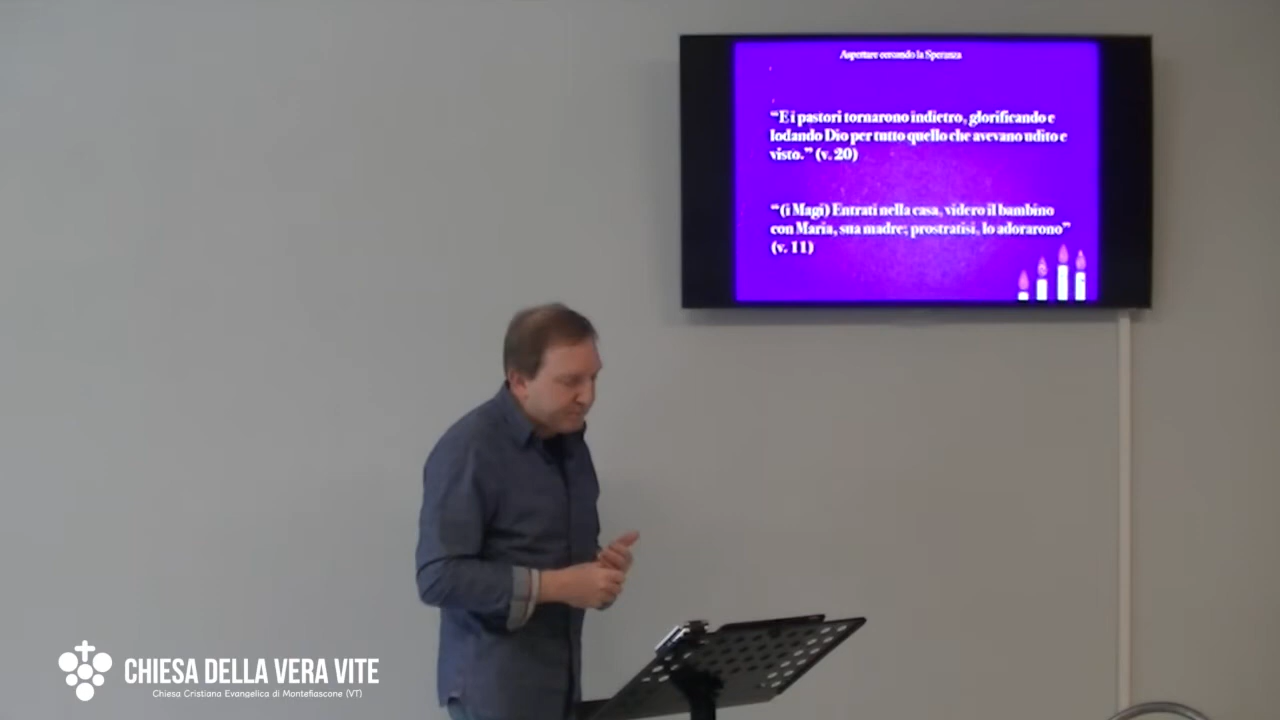 Aspettare cercando la Speranza
“E i pastori tornarono indietro, glorificando e
lodando Dio per tutto quello che avevano udito e
visto.” (v. 20)
“(i Magi) Entrati nella casa, videro il bambino
con Maria, sua madre; prostratisi, lo adorarono”
(v. 11)
CHIESA DELLA VERA VITE
Chiesa Cristiana Evangelica di Montefiascone (VT)